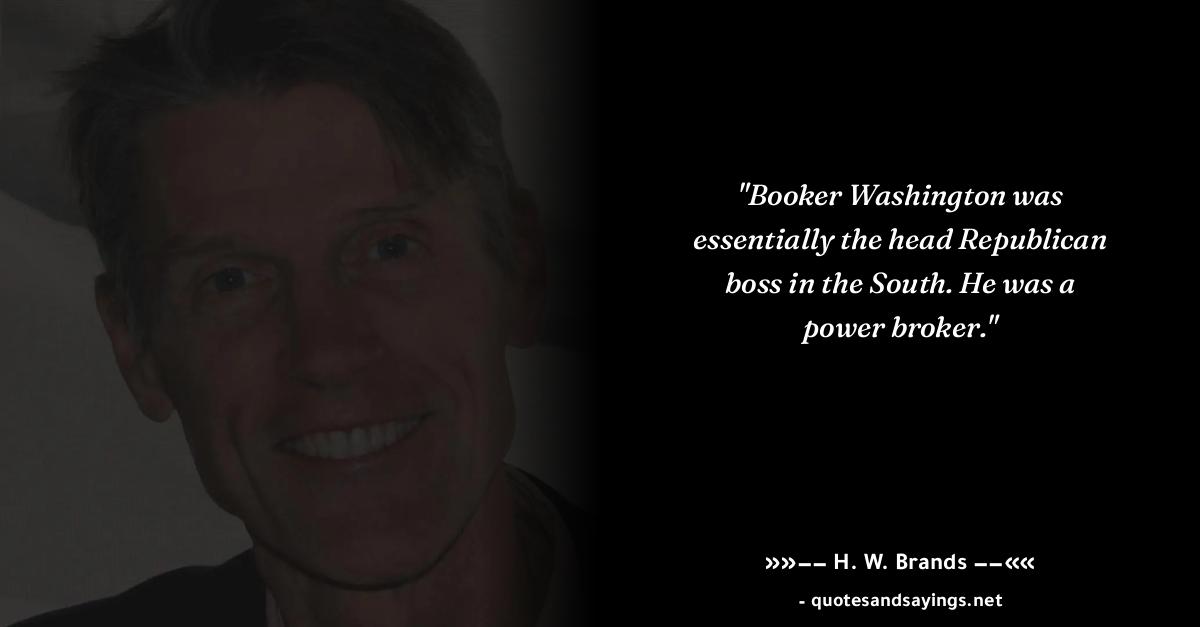 "Booker Washington was
essentially the head Republican
boss in the South. He was a
power broker."
»»−− H. W. Brands −−««
- quotesandsayings.net